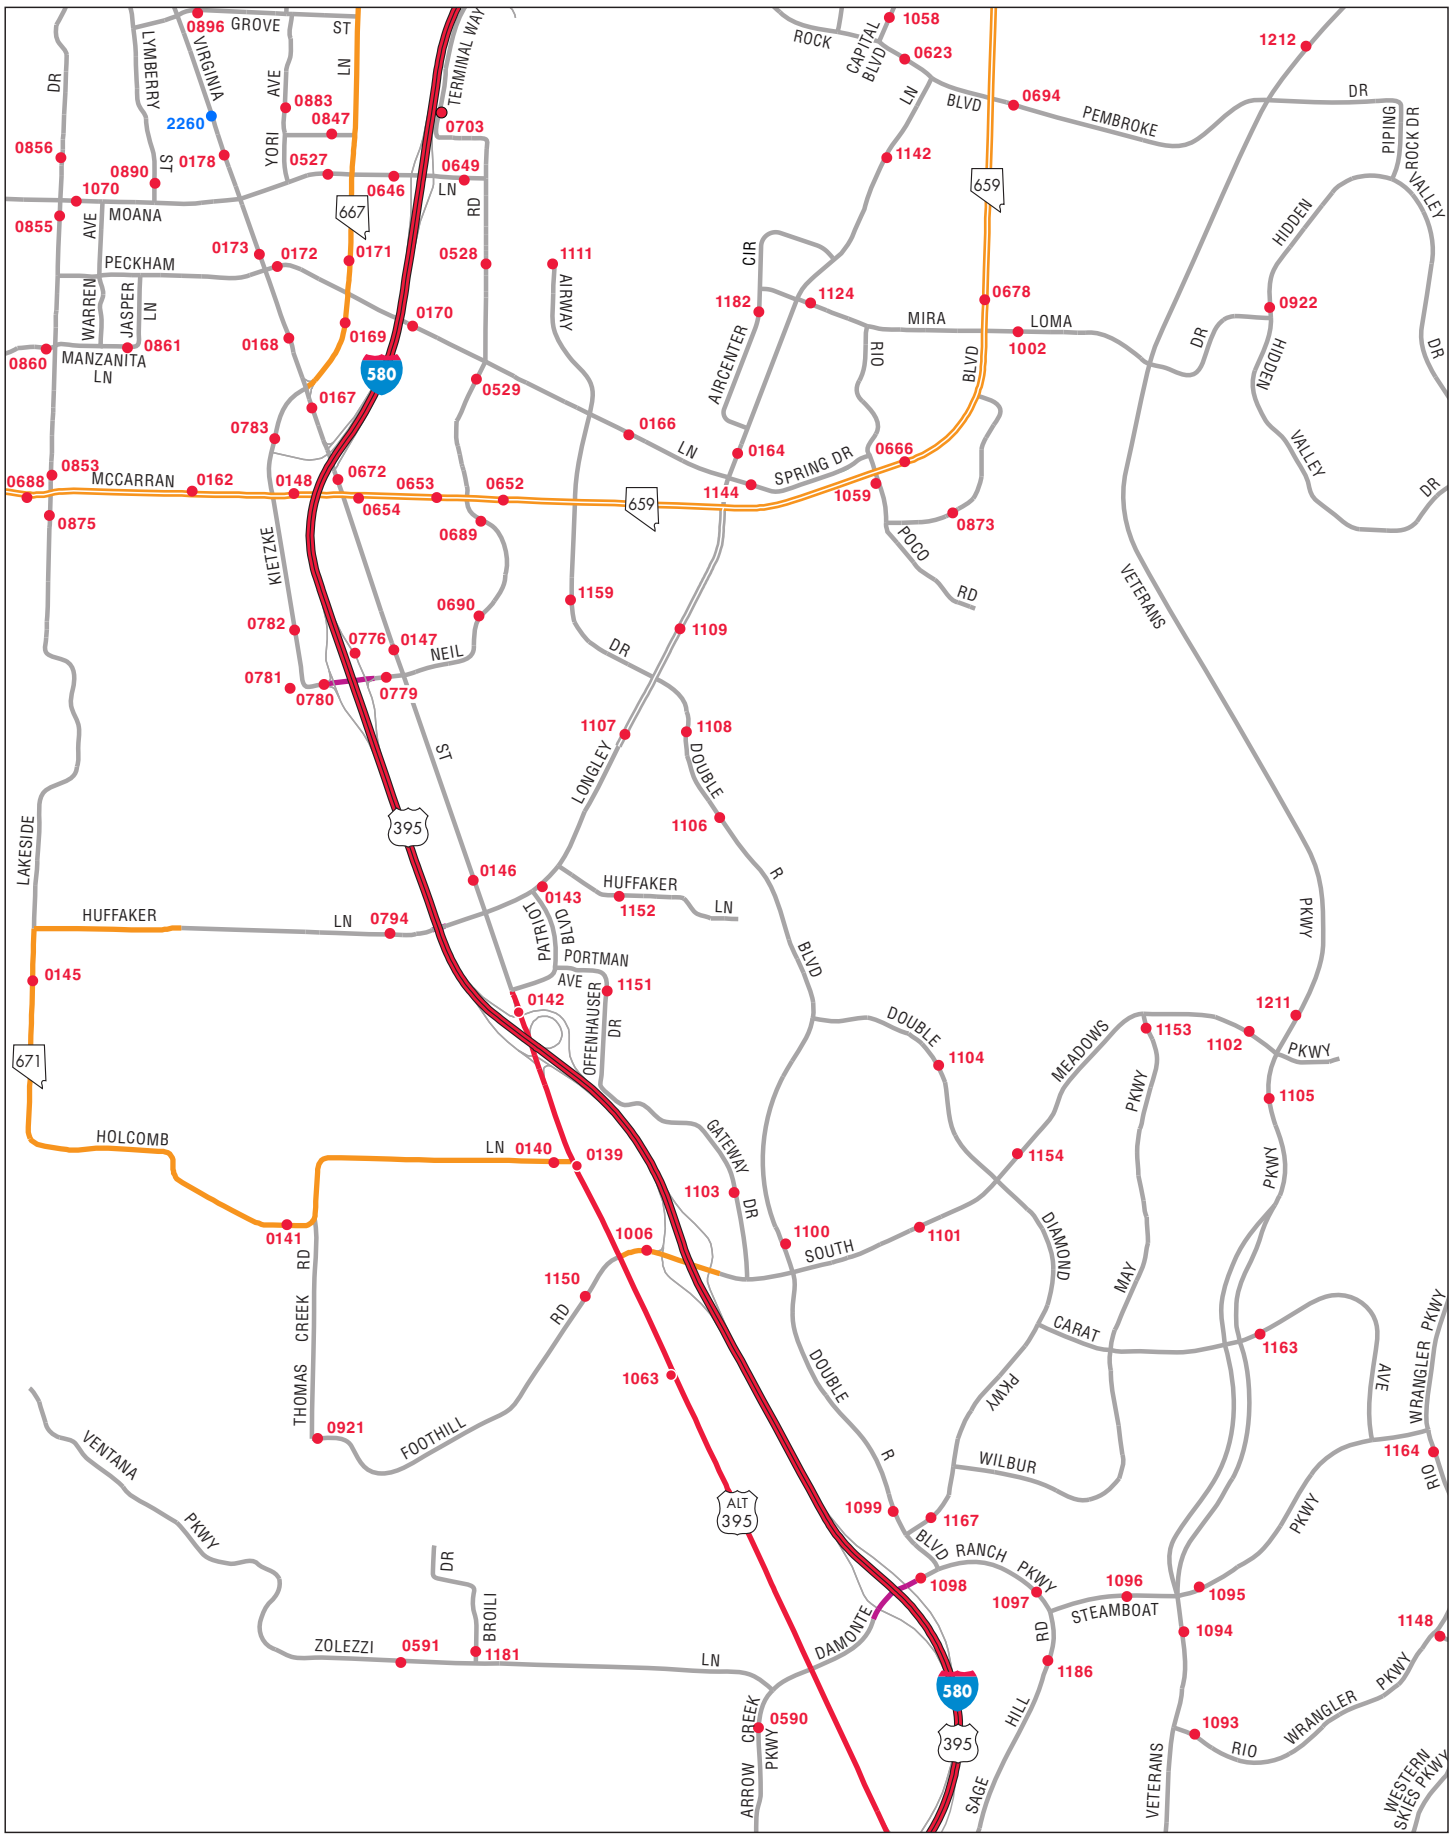 0896
GROVE
ST
1058
ROCK
CAPITAL
BLVD
0623
1212
DR
LYMBERRY
ST
VIRGINIA
AVE
YORI
LN
TERMINAL WAY
LN
BLVD
0694
PEMBROKE
DR
PIPING
ROCK DR
VALLEY
0883
0847
2260
0703
0856
0178
0890
0527
0646
0649
LN
RD
1142
659
1070
MOANA
AVE
667
0855
0173
0172
0171
0528
1111
AIRWAY
CIR
HIDDEN
PECKHAM
WARREN
JASPER
LN
0170
0169
0168
1182
1124
0678
0922
MIRA
LOMA
1002
DR
DR
0860
0861
MANZANITA
LN
580
AIRCENTER
RIO
BLVD
HIDDEN
0529
0167
0783
0166
LN
0164
SPRING DR
0666
VALLEY
DR
0853
0688
MCCARRAN
0162
0148
0672
0653
0652
0654
659
1144
1059
0873
0875
0689
POCO
RD
KIETZKE
VETERANS
1159
0690
0782
0776
0147
NEIL
1109
DR
0781
0780
0779
ST
1107
1108
LONGLEY
DOUBLE
1106
395
LAKESIDE
0146
0143
HUFFAKER
1152
LN
R
PKWY
HUFFAKER
LN
0794
PATRIOT
BLVD
PORTMAN
AVE
BLVD
0145
1151
0142
OFFENHAUSER
DR
1211
DOUBLE
MEADOWS
1153
1102
PKWY
671
1104
PKWY
1105
HOLCOMB
LN
0140
0139
GATEWAY
DR
1154
PKWY
1103
0141
1006
1100
SOUTH
1101
DIAMOND
RD
1150
RD
MAY
THOMAS
CREEK
CARAT
1163
WRANGLER PKWY
1063
DOUBLE
PKWY
AVE
0921
FOOTHILL
R
1164
RIO
VENTANA
WILBUR
ALT
395
1099
1167
PKWY
PKWY
BLVD
RANCH
PKWY
DR
1098
1097
1096
1095
STEAMBOAT
BROILI
1094
1148
ZOLEZZI
0591
1181
LN
DAMONTE
RD
1186
580
PKWY
ARROW
CREEK
PKWY
0590
HILL
1093
RIO
WRANGLER
395
SAGE
VETERANS
WESTERN
SKIES PKWY